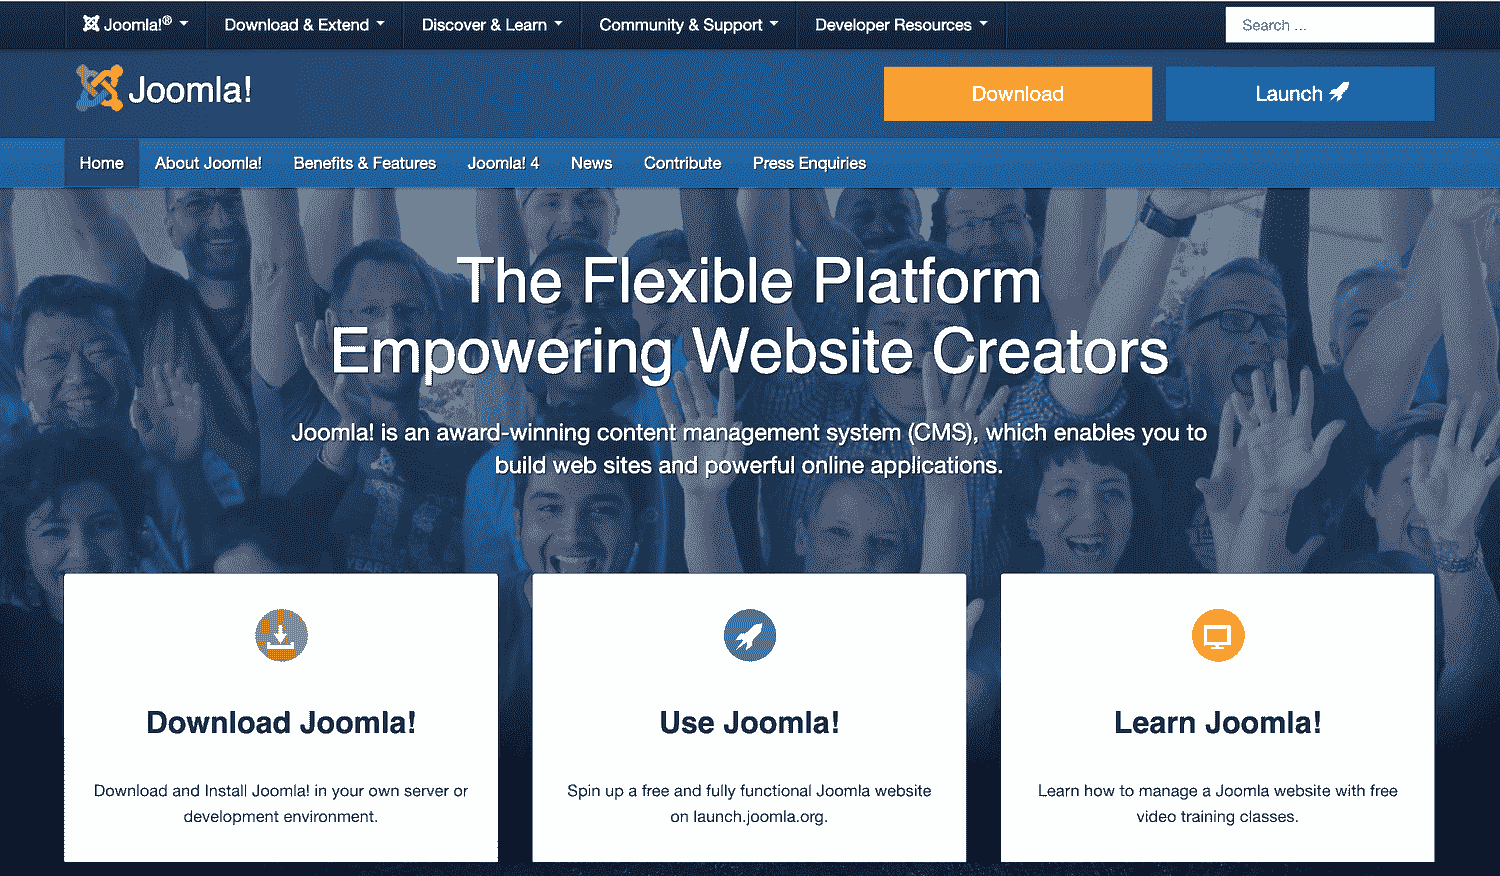 Joomla!® Download & Extend Discover & Learn Community & Support Developer Resources Search ...
Joomla! Download Launch
Home About Joomla! Benefits & Features Joomla! 4 News Contribute Press Enquiries
The Flexible Platform
Empowering Website Creators
Joomla! is an award-winning content management system (CMS), which enables you to
build web sites and powerful online applications.
YEARS
Download Joomla!
Download and Install Joomla! in your own server or
development environment.
Use Joomla!
Spin up a free and fully functional Joomla website
on launch.joomla.org.
Learn Joomla!
Learn how to manage a Joomla website with free
video training classes.